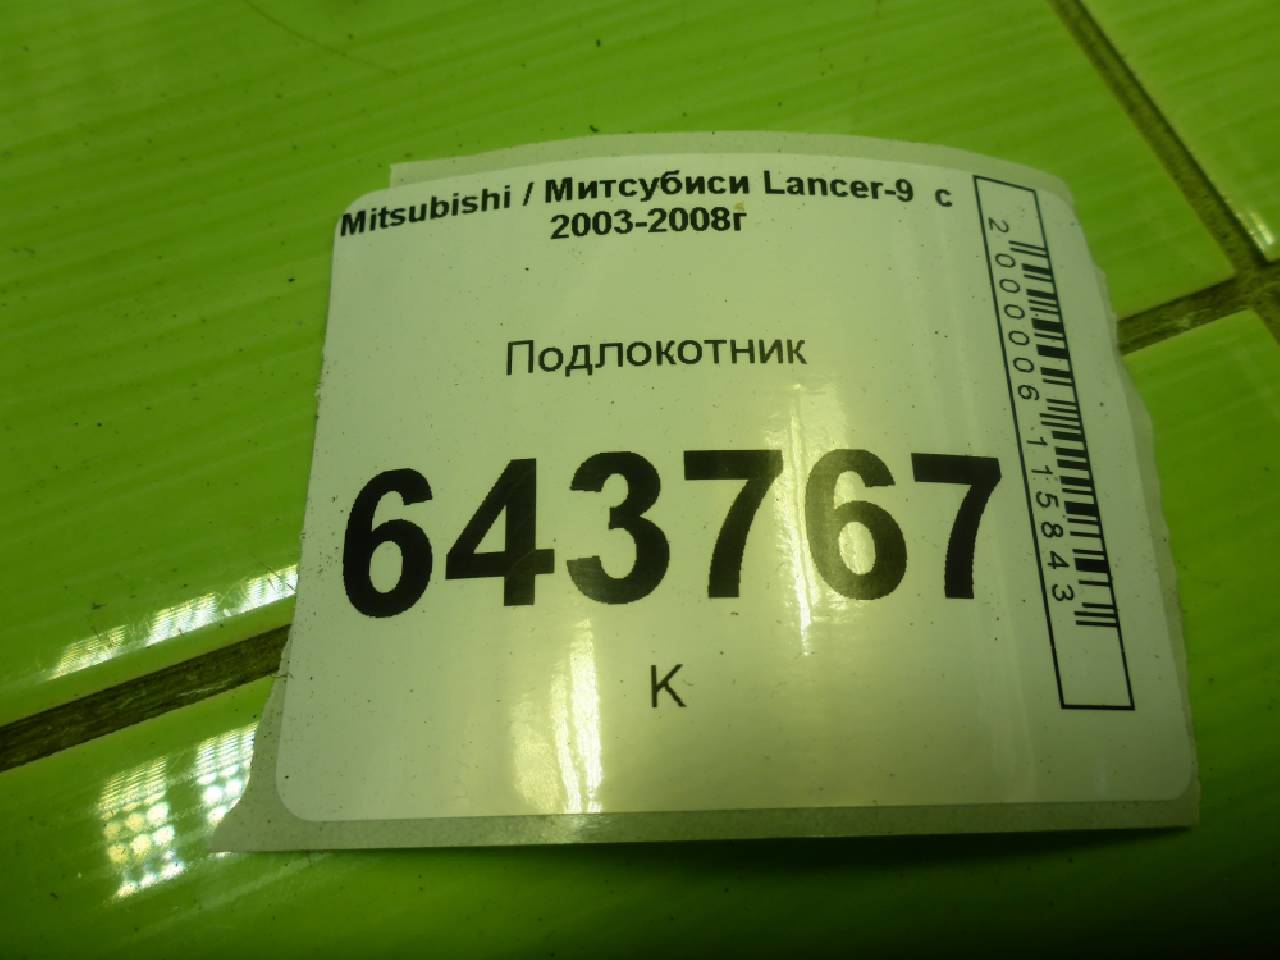 Mitsubishi / Митсубиси Lancer-9 с
2003-2008г
Подлокотник
643767
К
2000006115843